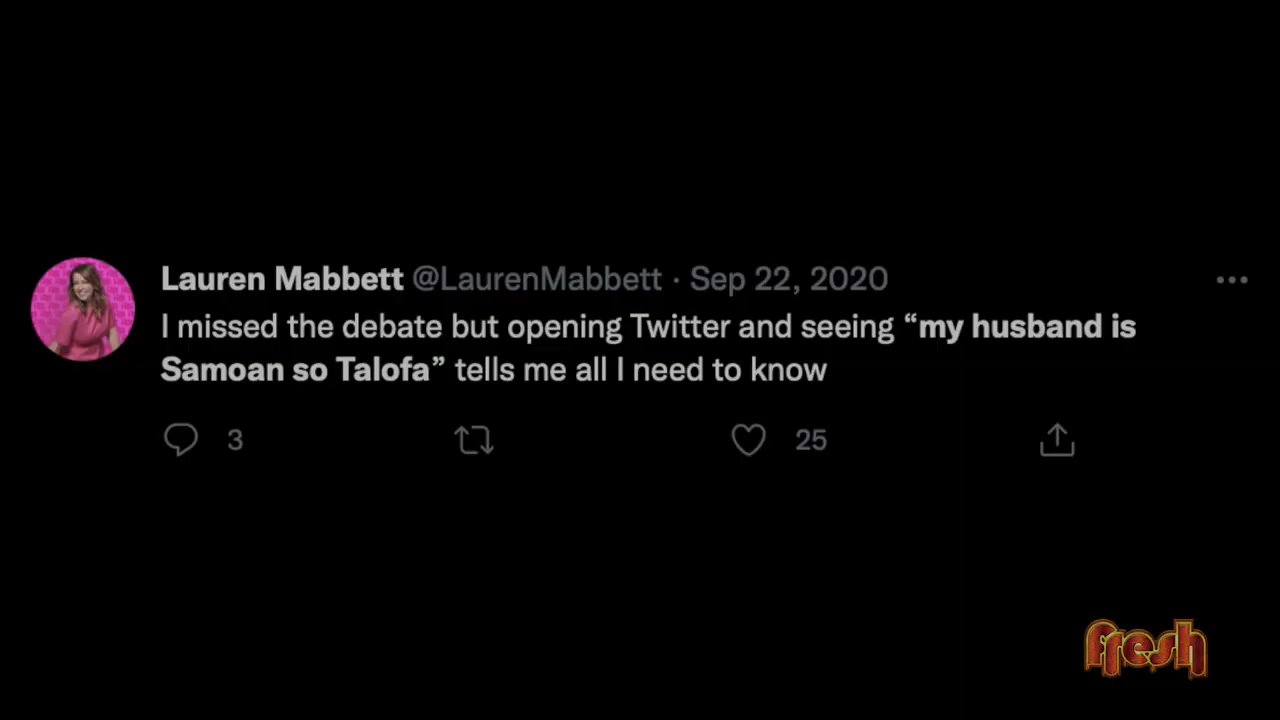 Lauren Mabbett @LaurenMabbett · Sep 22, 2020
I missed the debate but opening Twitter and seeing “my husband is
Samoan so Talofa” tells me all I need to know
3 25
fresh